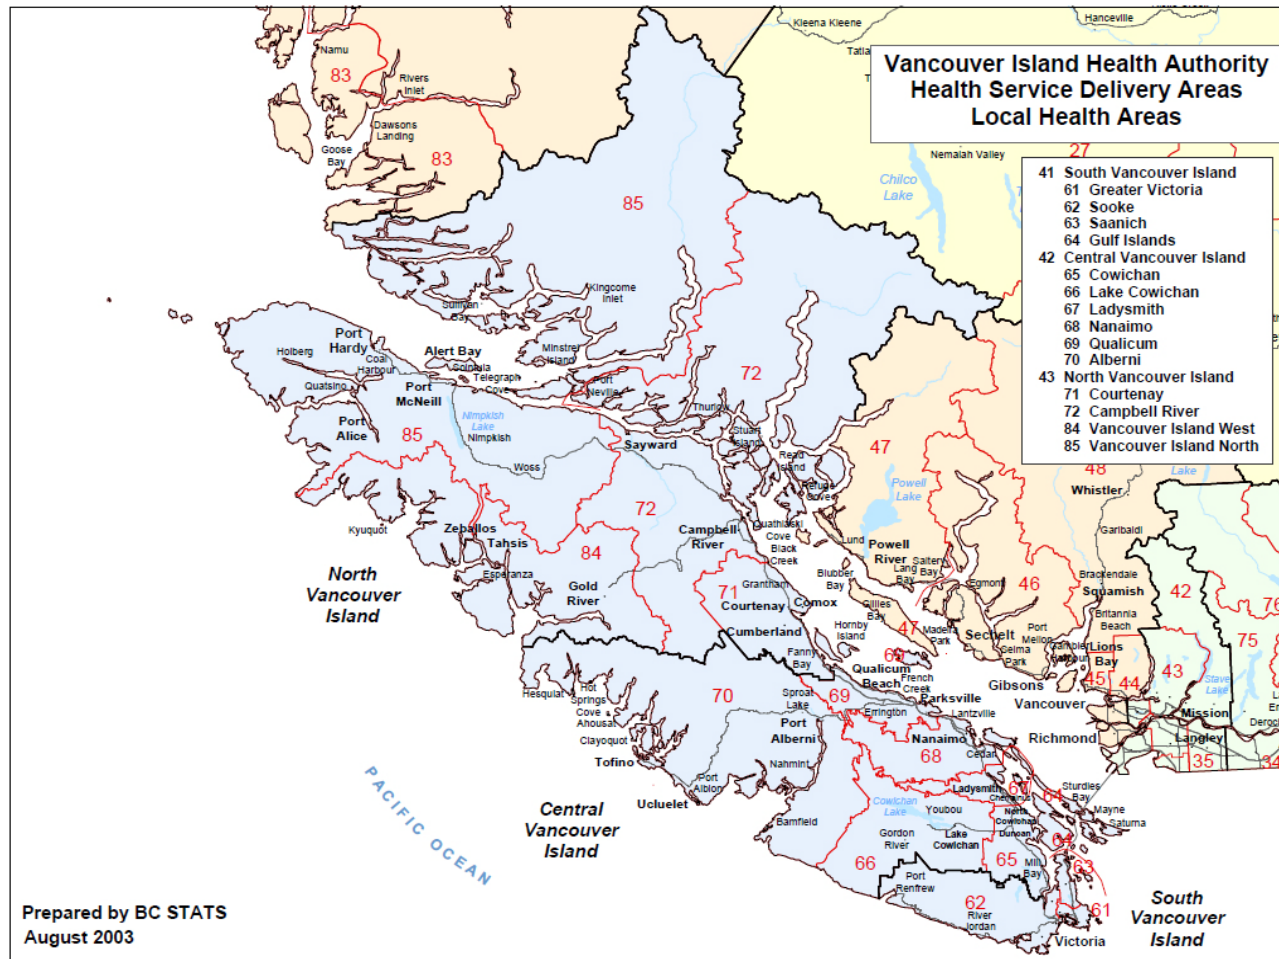 Kleena Kleene
Hanceville
Namu
83
Rivers
Inlet
Vancouver Island Health Authority
Health Service Delivery Areas
Local Health Areas
Dawsons
Landing
Goose
Bay
83
Nemaiah Valley
27
Chilco
Lake
41 South Vancouver Island
61 Greater Victoria
62 Sooke
63 Saanich
64 Gulf Islands
42 Central Vancouver Island
65 Cowichan
66 Lake Cowichan
67 Ladysmith
68 Nanaimo
69 Qualicum
70 Alberni
43 North Vancouver Island
71 Courtenay
72 Campbell River
84 Vancouver Island West
85 Vancouver Island North
85
Kingcome
Inlet
Sullivan
Bay
Port
Hardy
Holberg
Coal
Harbour
Alert Bay
Sointula
Telegraph
Cove
Minstrel
Island
Quatsino
Port
McNeill
Port
Neville
72
Thurlow
Port
Alice
85
Nimpkish
Lake
Nimpkish
Woss
Sayward
Stuart
Island
Read
Island
Refuge
Cove
47
Powell
Lake
48
Lake
Whistler
Garibaldi
Kyuquot
Zeballos
Tahsis
Esperanza
72
84
Gold
River
Campbell
River
Quathiaski
Cove
Black
Creek
Lund
Powell
River
Lang
Bay
Saltery
Bay
Egmont
46
Brackendale
Squamish
Britannia
Beach
42
76
75
North
Vancouver
Island
71
Grantham
Courtenay
Comox
Cumberland
Blubber
Bay
Gillies
Bay
47
Hornby
Island
Fanny
Bay
69
Madeira
Park
Sechelt
Port
Mellon
Selma
Park
Gambier
Harbour
Lions
Bay
Gibsons
45
44
43
Stave
Lake
Qualicum
Beach
French
Creek
Parksville
Vancouver
Mission
Richmond
Langley
35
34
Hesquiat
Hot
Springs
Cove
Ahousat
Clayoquot
Tofino
70
Sproat
Lake
69
Errington
Lantzville
Port
Alberni
Nahmint
Nanaimo
68
Cedar
Port
Albion
Ucluelet
PACIFIC OCEAN
Central
Vancouver
Island
Bamfield
Ladysmith
67
Chemainus
64
Sturdies
Bay
Mayne
Saturna
Cowichan
Lake
Youbou
North
Cowichan
Duncan
Gordon
River
Lake
Cowichan
64
66
65
Mill
Bay
63
Port
Renfrew
62
River
Jordan
61
Victoria
South
Vancouver
Island
Prepared by BC STATS
August 2003